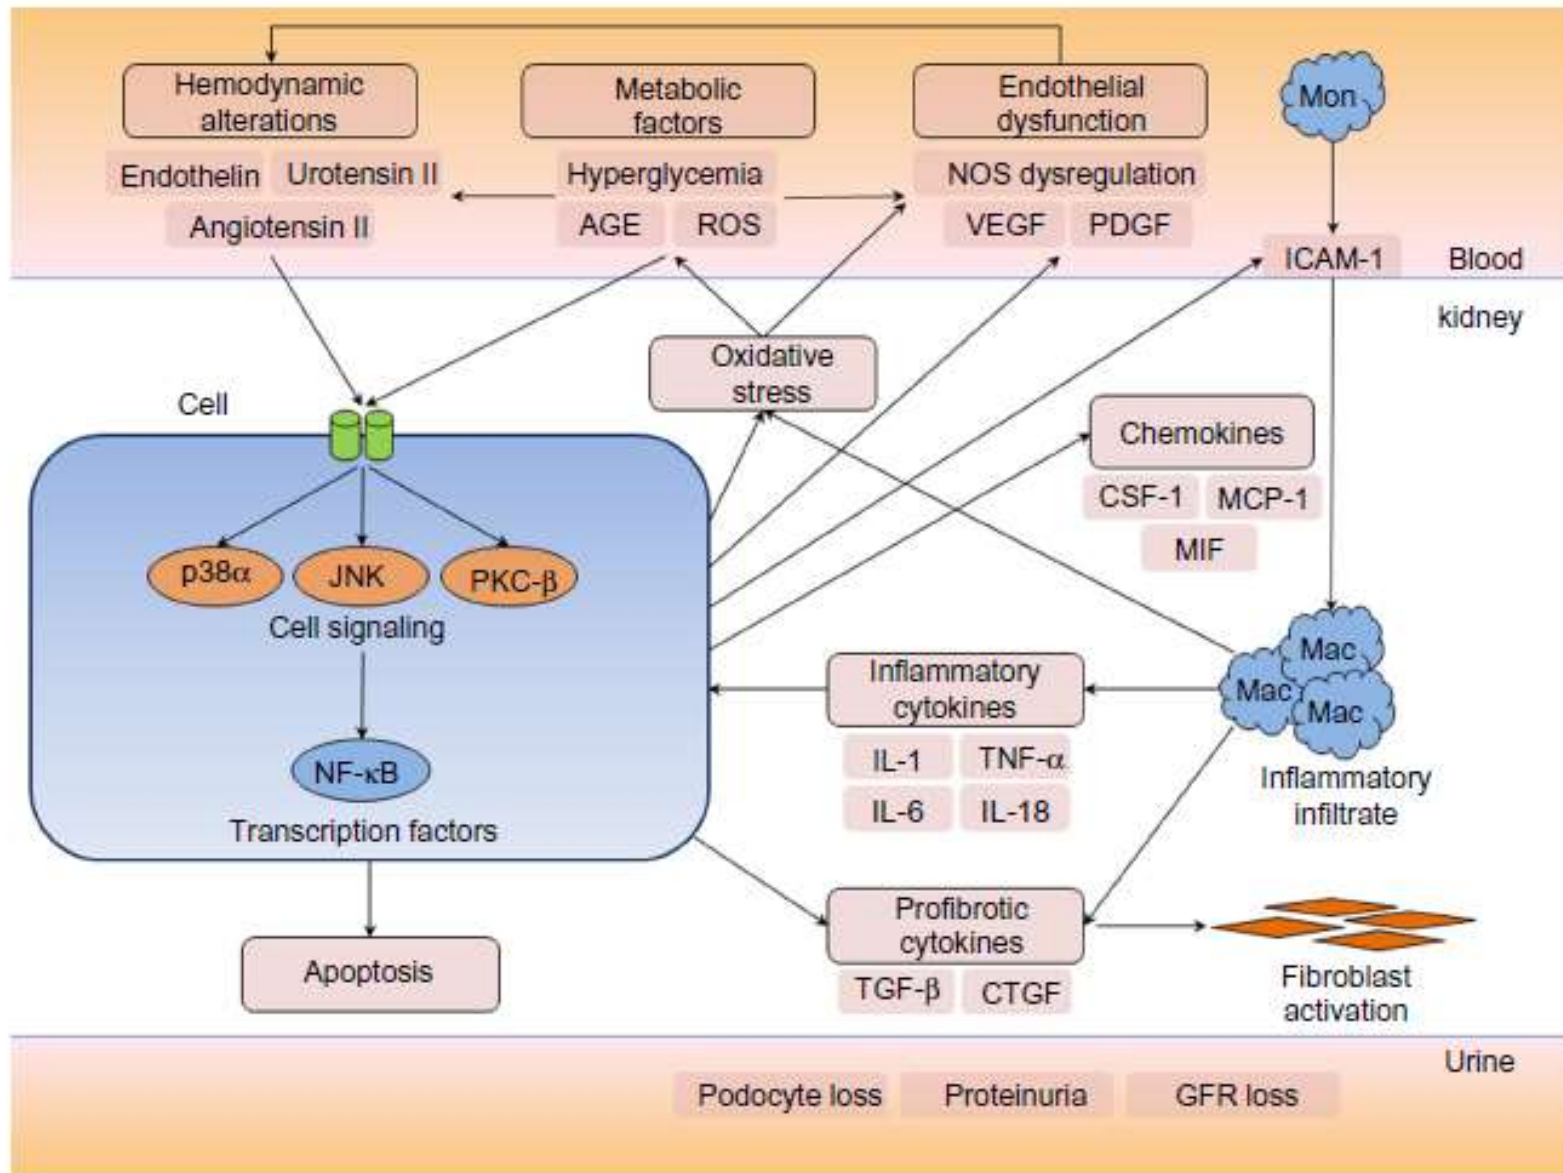 Hemodynamic
alterations
Metabolic
factors
Endothelial
dysfunction
Mon
Endothelin
Urotensin II
Angiotensin II
Hyperglycemia
AGE
ROS
NOS dysregulation
VEGF
PDGF
ICAM-1
Blood
kidney
Oxidative
stress
Cell
Chemokines
CSF-1
MCP-1
MIF
p38α
JNK
PKC-β
Cell signaling
NF-κB
Transcription factors
Inflammatory
cytokines
IL-1
TNF-α
IL-6
IL-18
Mac
Mac
Mac
Inflammatory
infiltrate
Apoptosis
Profibrotic
cytokines
TGF-β
CTGF
Fibroblast
activation
Urine
Podocyte loss
Proteinuria
GFR loss